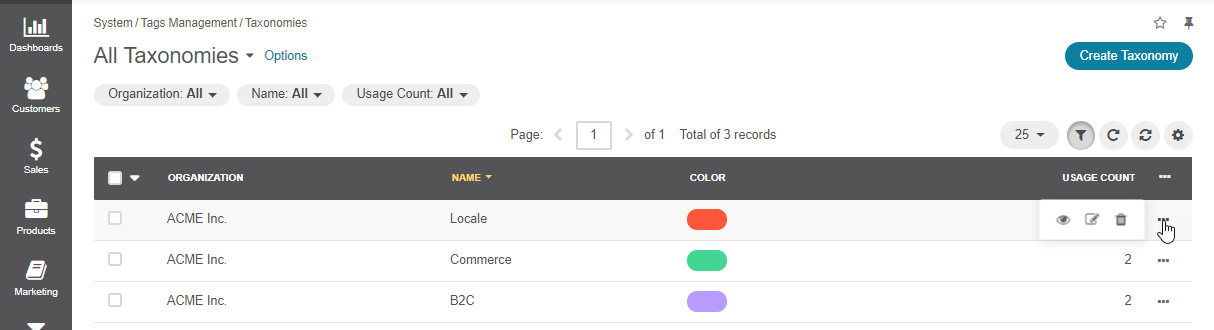 System / Tags Management / Taxonomies
All Taxonomies Options
Create Taxonomy
Organization: All Name: All Usage Count: All
Page: 1 of 1 Total of 3 records 25
ORGANIZATION NAME COLOR USAGE COUNT
ACME Inc. Locale
ACME Inc. Commerce 2
ACME Inc. B2C 2
Dashboards
Customers
Sales
Products
Marketing